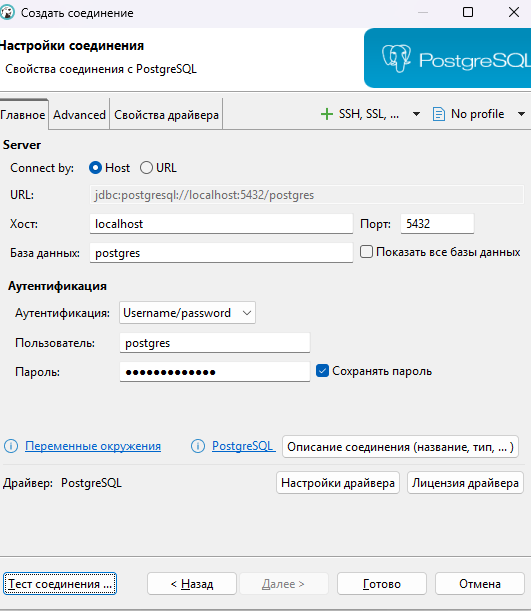 Создать соединение
Настройки соединения
Свойства соединения с PostgreSQL
PostgreSQL
Главное Advanced Свойства драйвера SSH, SSL, ... No profile
Server
Connect by: Host URL
URL: jdbc:postgresql://localhost:5432/postgres
Хост: localhost Порт: 5432
База данных: postgres Показать все базы данных
Аутентификация
Аутентификация: Username/password
Пользователь: postgres
Пароль: ••••••••••••• Сохранять пароль
Переменные окружения PostgreSQL Описание соединения (название, тип, ... )
Драйвер: PostgreSQL Настройки драйвера Лицензия драйвера
Тест соединения ... < Назад Далее > Готово Отмена